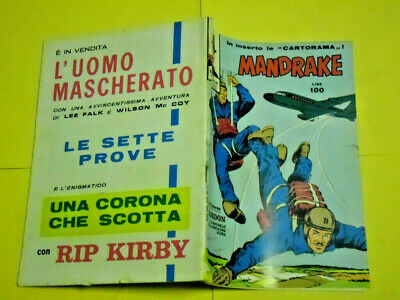 È IN VENDITA
L'UOMO
MASCHERATO
CON UNA AVVINCENTISSIMA AVVENTURA
DI LEE FALK E WILSON Mc COY
LE SETTE
PROVE
E L'ENIGMATICO
UNA CORONA
CHE SCOTTA
con RIP KIRBY
In inserto le "CARTORAMA"!
MANDRAKE
LIRE
100